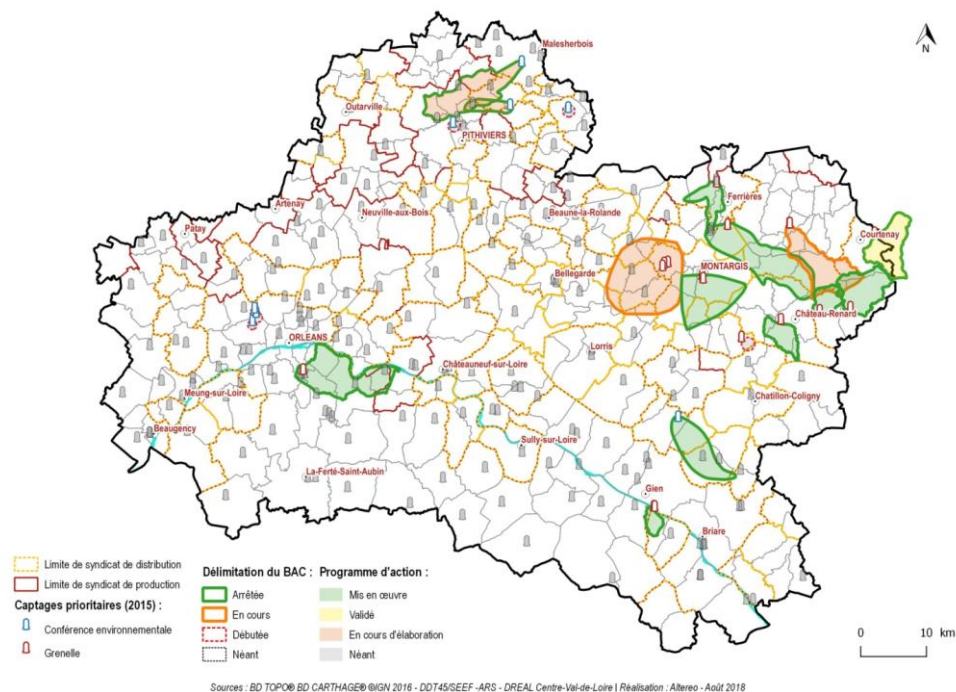 N
Malesherbois
Outarville
PITHIVIERS
Artenay
Neuville-aux-Bois
Beaune-la-Rolande
Ferrières
Patay
Courtenay
Bellegarde
MONTARGIS
Château-Renard
ORLEANS
Lorris
Châteauneuf-sur-Loire
Meung-sur-Loire
Chatillon-Coligny
Beaugency
Sully-sur-Loire
La-Ferté-Saint-Aubin
Gien
Briare
Limite de syndicat de distribution
Limite de syndicat de production
Captages prioritaires (2015) :
Conférence environnementale
Grenelle
Délimitation du BAC :
Arrêtée
En cours
Débutée
Néant
Programme d'action :
Mis en œuvre
Validé
En cours d'élaboration
Néant
0 10 km
Sources : BD TOPO® BD CARTHAGE® ©IGN 2016 - DDT45/SEEF -ARS - DREAL Centre-Val-de-Loire | Réalisation : Altereo - Août 2018